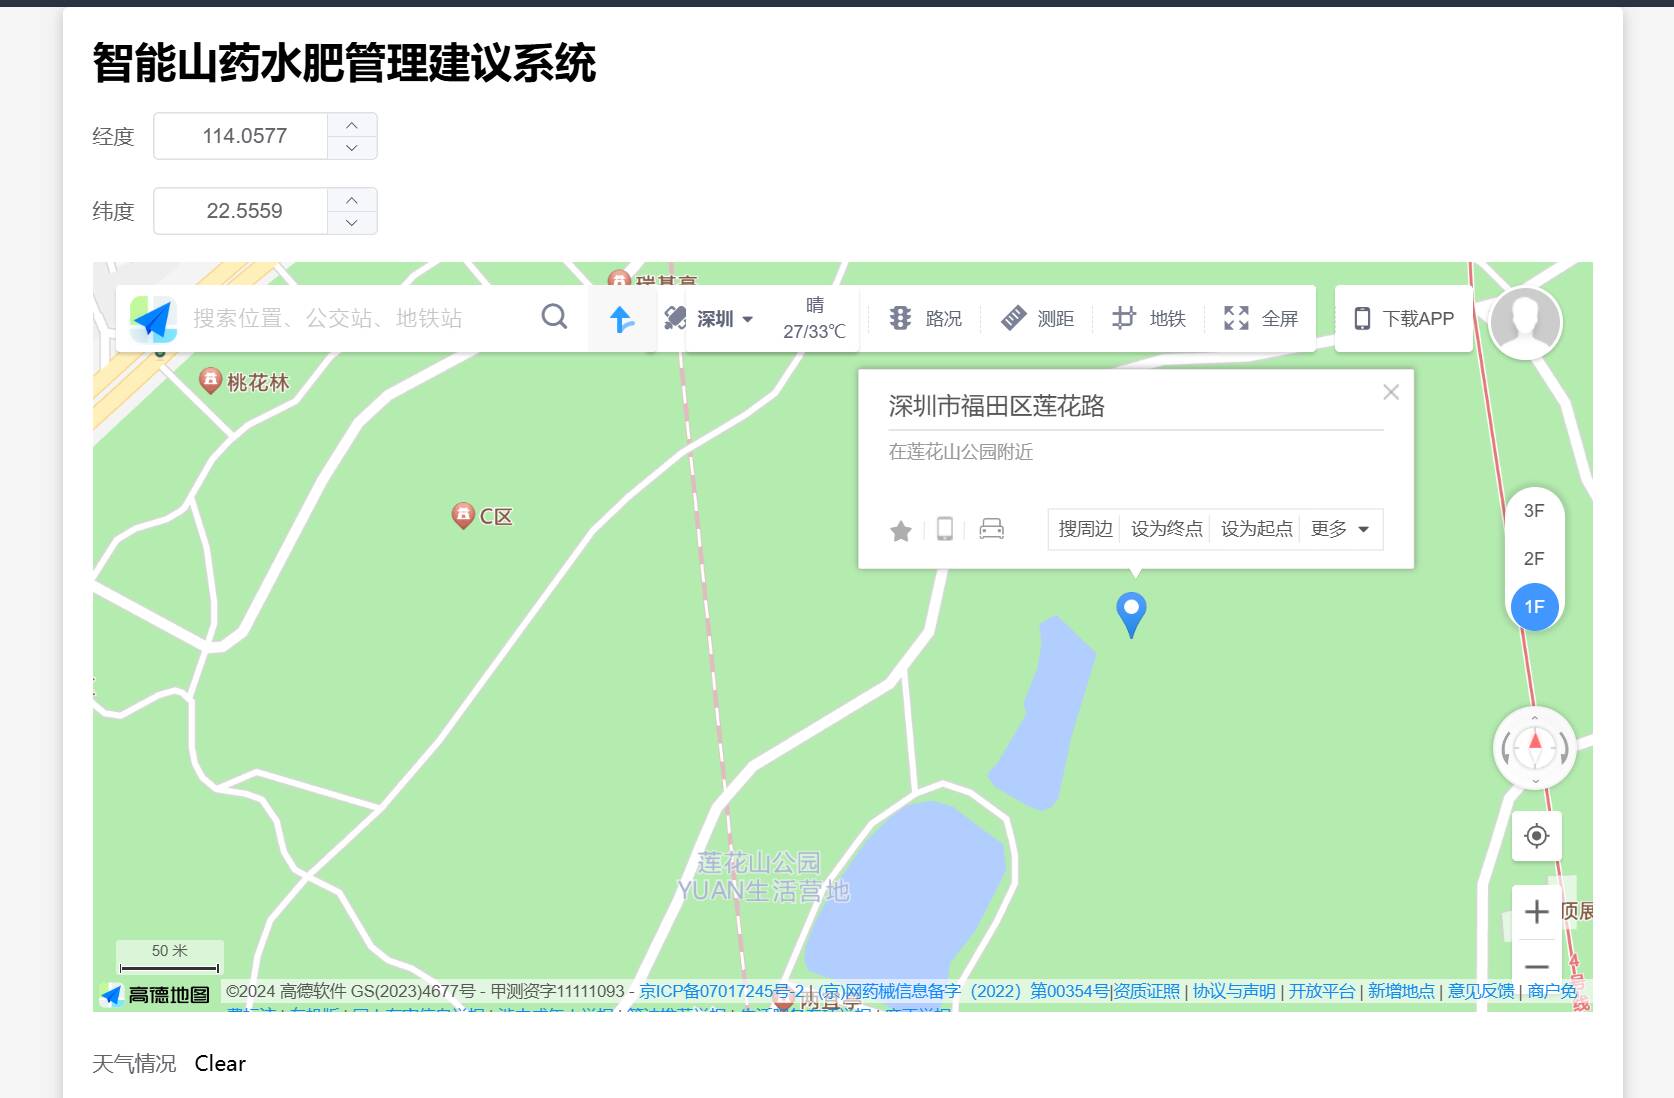 智能山药水肥管理建议系统
经度 114.0577
纬度 22.5559
搜索位置、公交站、地铁站
深圳
晴
27/33℃
路况
测距
地铁
全屏
下载APP
桃花林
深圳市福田区莲花路
在莲花山公园附近
搜周边 设为终点 设为起点 更多
C区
3F
2F
1F
莲花山公园
YUAN生活营地
顶展
4号线
50 米
高德地图
©2024 高德软件 GS(2023)4677号 - 甲测资字11111093 - 京ICP备07017245号-2 | (京)网药械信息备字（2022）第00354号|资质证照 | 协议与声明 | 开放平台 | 新增地点 | 意见反馈 | 商户免
天气情况 Clear